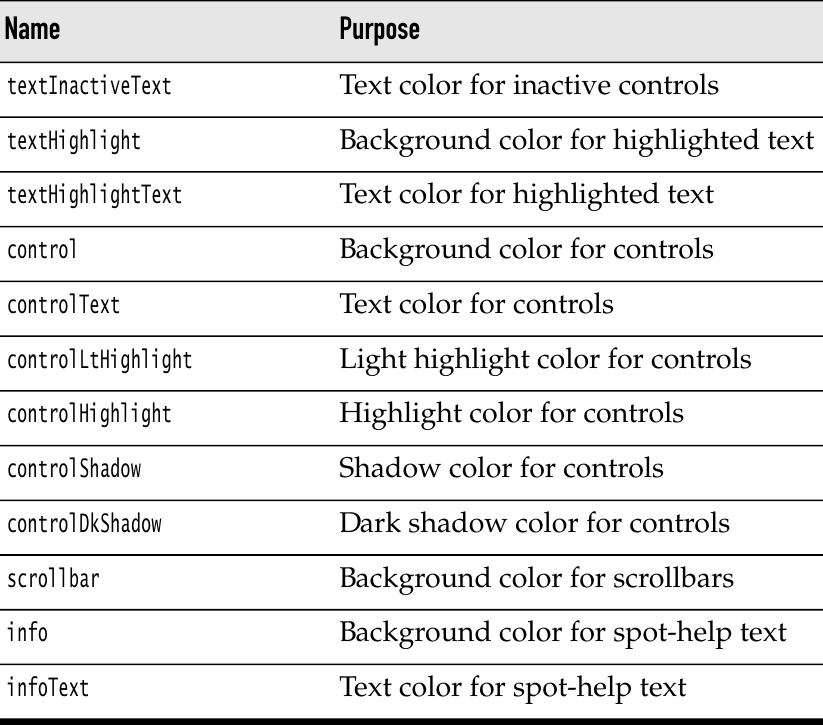 Name Purpose
textInactiveText Text color for inactive controls
textHighlight Background color for highlighted text
textHighlightText Text color for highlighted text
control Background color for controls
controlText Text color for controls
controlLtHighlight Light highlight color for controls
controlHighlight Highlight color for controls
controlShadow Shadow color for controls
controlDkShadow Dark shadow color for controls
scrollbar Background color for scrollbars
info Background color for spot-help text
infoText Text color for spot-help text